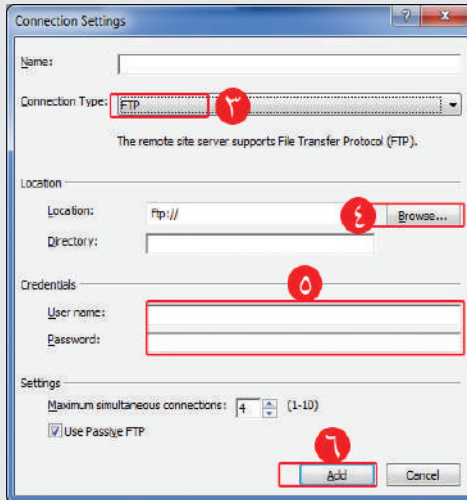 Connection Settings
Name:
Connection Type: FTP ٣
The remote site server supports File Transfer Protocol (FTP).
Location
Location: ftp:// ٤ Browse...
Directory:
Credentials
٥
User name:
Password:
Settings
Maximum simultaneous connections: 4 (1-10)
Use Passive FTP
٦
Add Cancel